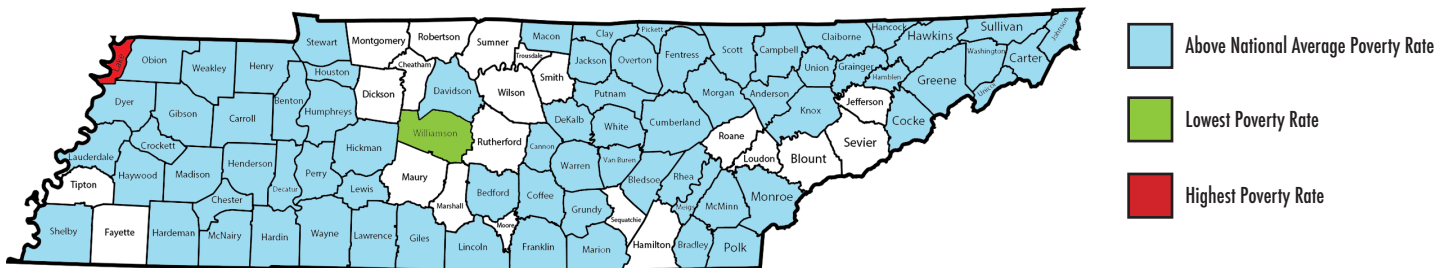 Stewart
Montgomery
Robertson
Sumner
Macon
Clay
Pickett
Hancock
Sullivan
Johnson
Lake
Obion
Weakley
Henry
Houston
Cheatham
Trousdale
Jackson
Overton
Fentress
Scott
Campbell
Claiborne
Hawkins
Washington
Carter
Dyer
Gibson
Carroll
Benton
Humphreys
Dickson
Davidson
Wilson
Smith
Putnam
Morgan
Anderson
Union
Grainger
Hamblen
Greene
Unicoi
Crockett
Williamson
Rutherford
DeKalb
White
Cumberland
Roane
Knox
Jefferson
Cocke
Lauderdale
Haywood
Madison
Henderson
Decatur
Perry
Hickman
Maury
Cannon
Warren
Van Buren
Bledsoe
Rhea
Loudon
Blount
Sevier
Tipton
Chester
Lewis
Marshall
Bedford
Coffee
Grundy
Sequatchie
Meigs
McMinn
Monroe
Shelby
Fayette
Hardeman
McNairy
Hardin
Wayne
Lawrence
Giles
Lincoln
Moore
Franklin
Marion
Hamilton
Bradley
Polk
Above National Average Poverty Rate
Lowest Poverty Rate
Highest Poverty Rate